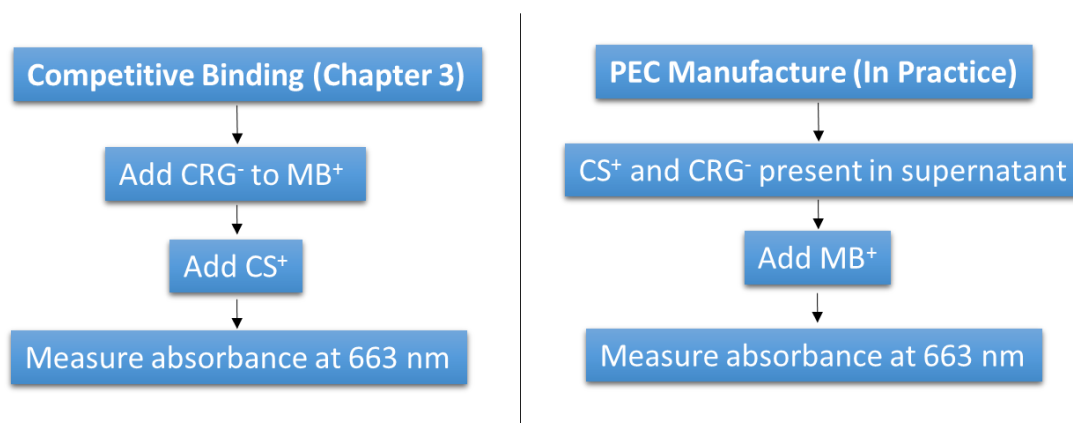 Competitive Binding (Chapter 3)
Add CRG⁻ to MB⁺
Add CS⁺
Measure absorbance at 663 nm
PEC Manufacture (In Practice)
CS⁺ and CRG⁻ present in supernatant
Add MB⁺
Measure absorbance at 663 nm